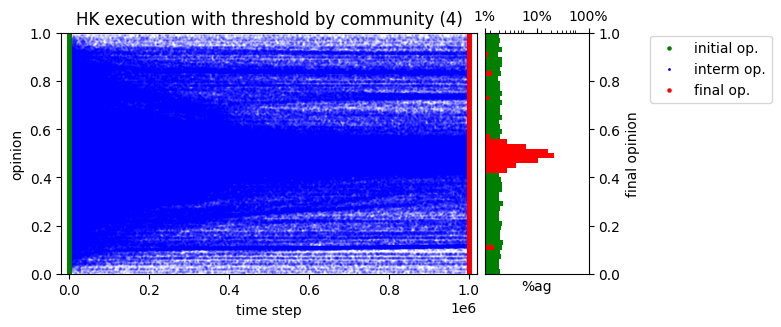 HK execution with threshold by community (4)
1% 10% 100%
initial op.
interm op.
final op.
1.0
0.8
0.6
0.4
0.2
0.0
opinion
1.0
0.8
0.6
0.4
0.2
0.0
final opinion
0.0 0.2 0.4 0.6 0.8 1.0
time step
1e6
%ag